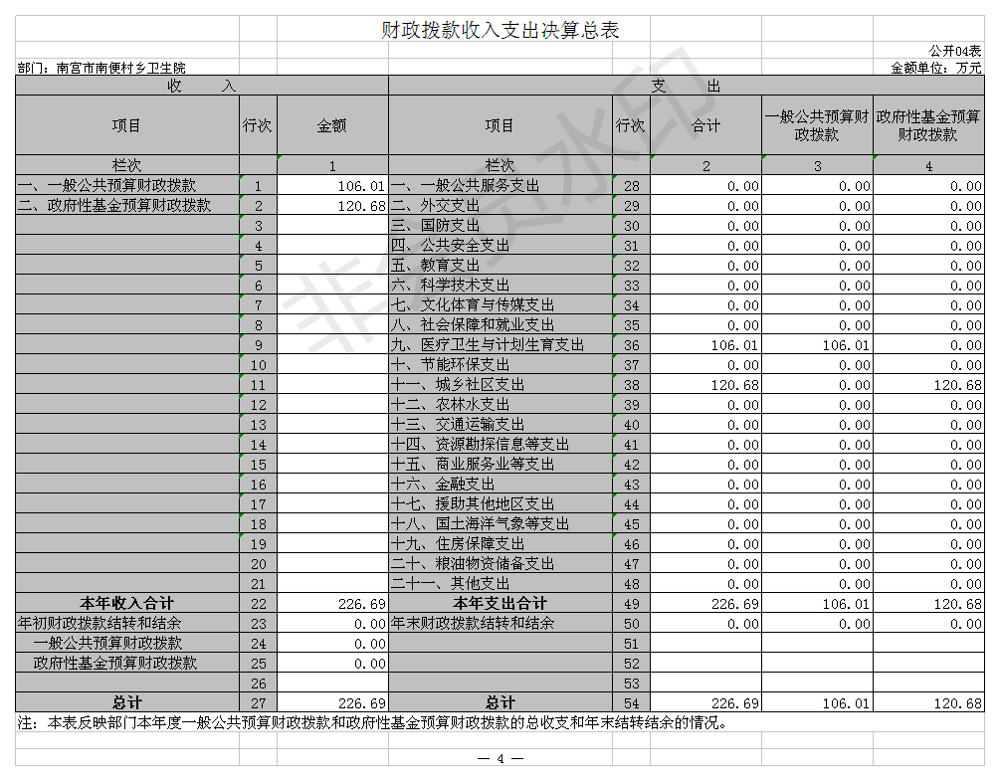 财政拨款收入支出决算总表
公开04表
部门：南宫市南便村乡卫生院 金额单位：万元
收 入 支 出
项目 行次 金额 项目 行次 合计 一般公共预算财政拨款 政府性基金预算财政拨款
栏次 1 栏次 2 3 4
一、一般公共预算财政拨款 1 106.01 一、一般公共服务支出 28 0.00 0.00 0.00
二、政府性基金预算财政拨款 2 120.68 二、外交支出 29 0.00 0.00 0.00
3 三、国防支出 30 0.00 0.00 0.00
4 四、公共安全支出 31 0.00 0.00 0.00
5 五、教育支出 32 0.00 0.00 0.00
6 六、科学技术支出 33 0.00 0.00 0.00
7 七、文化体育与传媒支出 34 0.00 0.00 0.00
8 八、社会保障和就业支出 35 0.00 0.00 0.00
9 九、医疗卫生与计划生育支出 36 106.01 106.01 0.00
10 十、节能环保支出 37 0.00 0.00 0.00
11 十一、城乡社区支出 38 120.68 0.00 120.68
12 十二、农林水支出 39 0.00 0.00 0.00
13 十三、交通运输支出 40 0.00 0.00 0.00
14 十四、资源勘探信息等支出 41 0.00 0.00 0.00
15 十五、商业服务业等支出 42 0.00 0.00 0.00
16 十六、金融支出 43 0.00 0.00 0.00
17 十七、援助其他地区支出 44 0.00 0.00 0.00
18 十八、国土海洋气象等支出 45 0.00 0.00 0.00
19 十九、住房保障支出 46 0.00 0.00 0.00
20 二十、粮油物资储备支出 47 0.00 0.00 0.00
21 二十一、其他支出 48 0.00 0.00 0.00
本年收入合计 22 226.69 本年支出合计 49 226.69 106.01 120.68
年初财政拨款结转和结余 23 0.00 年末财政拨款结转和结余 50 0.00 0.00 0.00
一般公共预算财政拨款 24 0.00 51
政府性基金预算财政拨款 25 0.00 52
26 53
总计 27 226.69 总计 54 226.69 106.01 120.68
注：本表反映部门本年度一般公共预算财政拨款和政府性基金预算财政拨款的总收支和年末结转结余的情况。
— 4 —
非会员水印